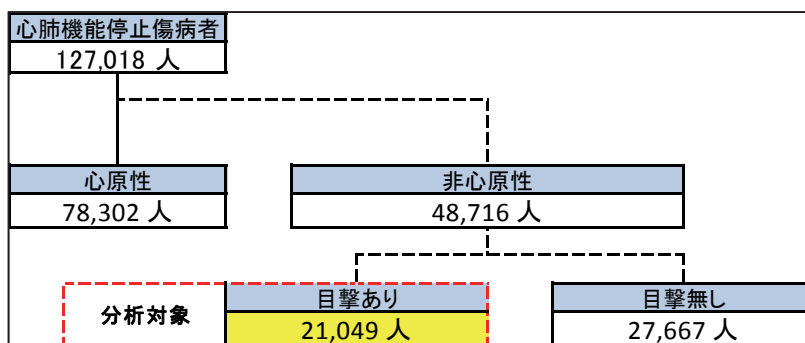 心肺機能停止傷病者
127,018 人
心原性
78,302 人
非心原性
48,716 人
分析対象
目撃あり
21,049 人
目撃無し
27,667 人